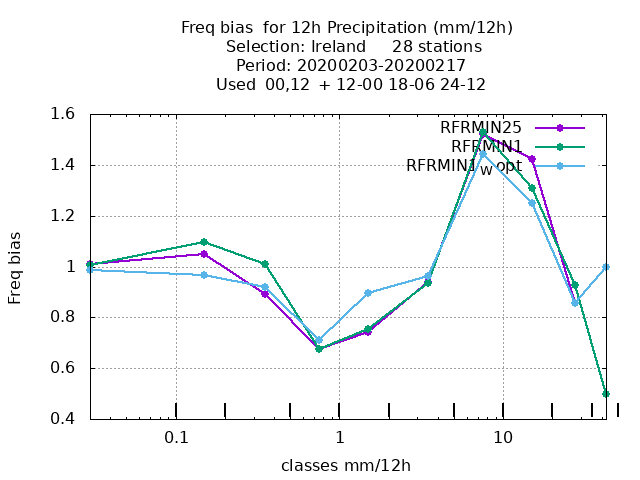 Freq bias  for 12h Precipitation (mm/12h)
Selection: Ireland     28 stations
Period: 20200203-20200217
Used  00,12  + 12-00 18-06 24-12
1.6
1.4
1.2
1
0.8
0.6
0.4
Freq bias
RFRMIN25
RFRMIN1
RFRMIN1wopt
0.1
1
10
classes mm/12h